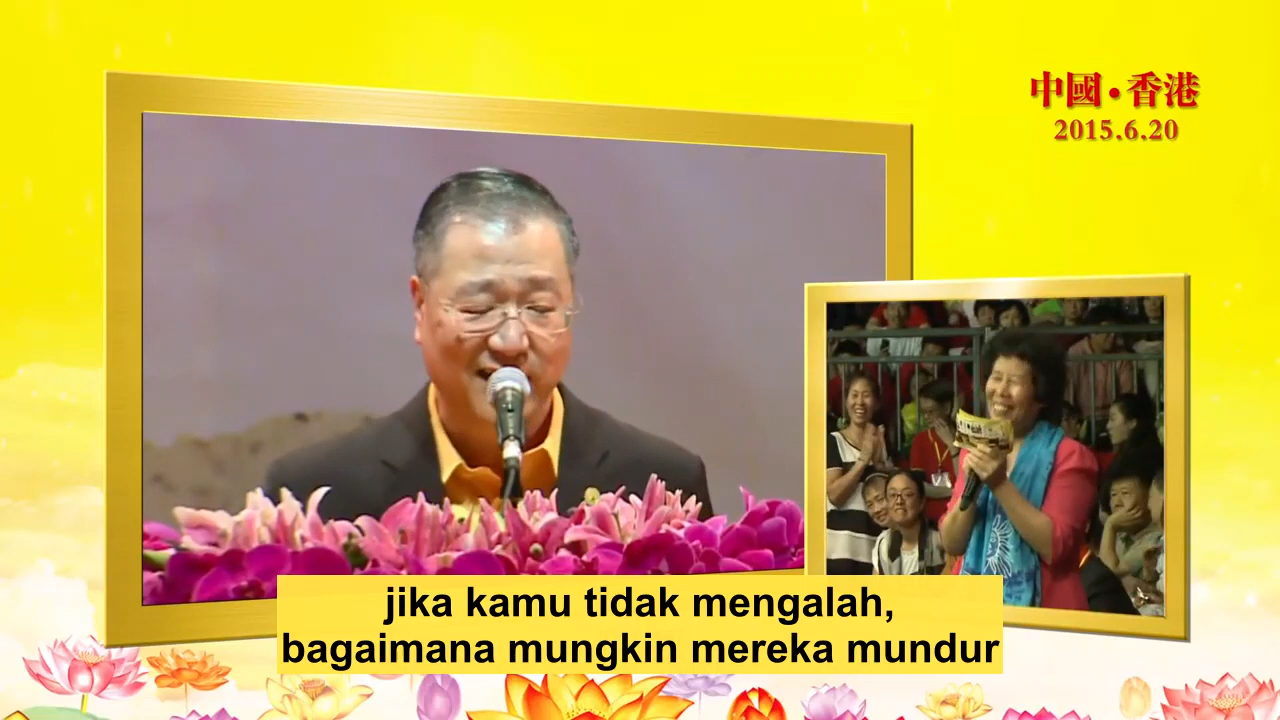 中國•香港
2015.6.20
jika kamu tidak mengalah,
bagaimana mungkin mereka mundur